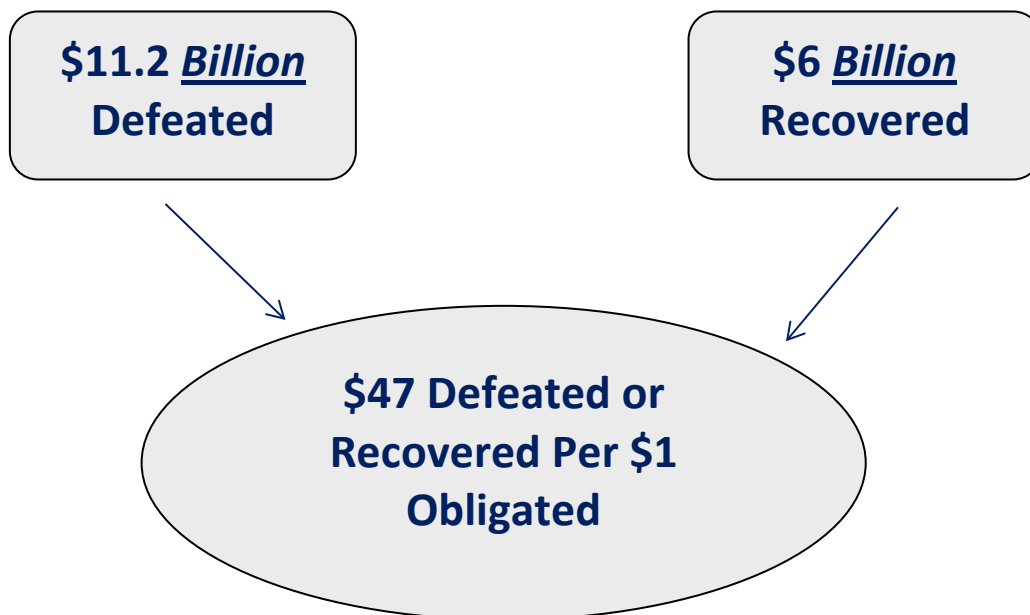 $11.2 Billion
Defeated
$6 Billion
Recovered
$47 Defeated or
Recovered Per $1
Obligated